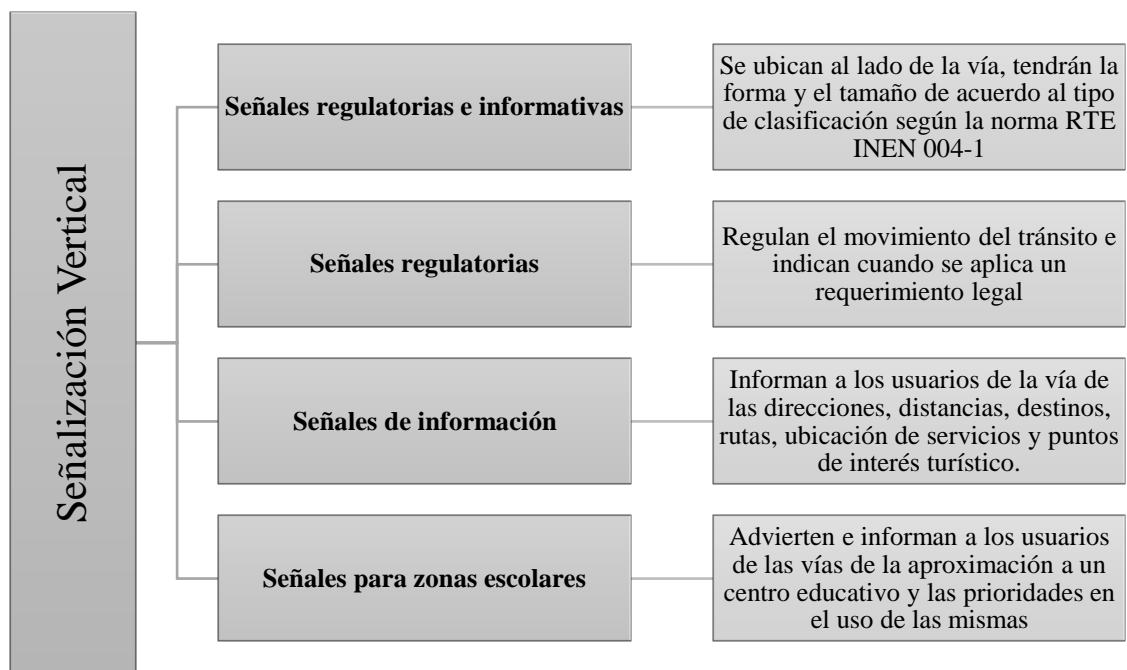 Señalización Vertical
Señales regulatorias e informativas
Se ubican al lado de la vía, tendrán la
forma y el tamaño de acuerdo al tipo
de clasificación según la norma RTE
INEN 004-1
Señales regulatorias
Regulan el movimiento del tránsito e
indican cuando se aplica un
requerimiento legal
Señales de información
Informan a los usuarios de la vía de
las direcciones, distancias, destinos,
rutas, ubicación de servicios y puntos
de interés turístico.
Señales para zonas escolares
Advierten e informan a los usuarios
de las vías de la aproximación a un
centro educativo y las prioridades en
el uso de las mismas